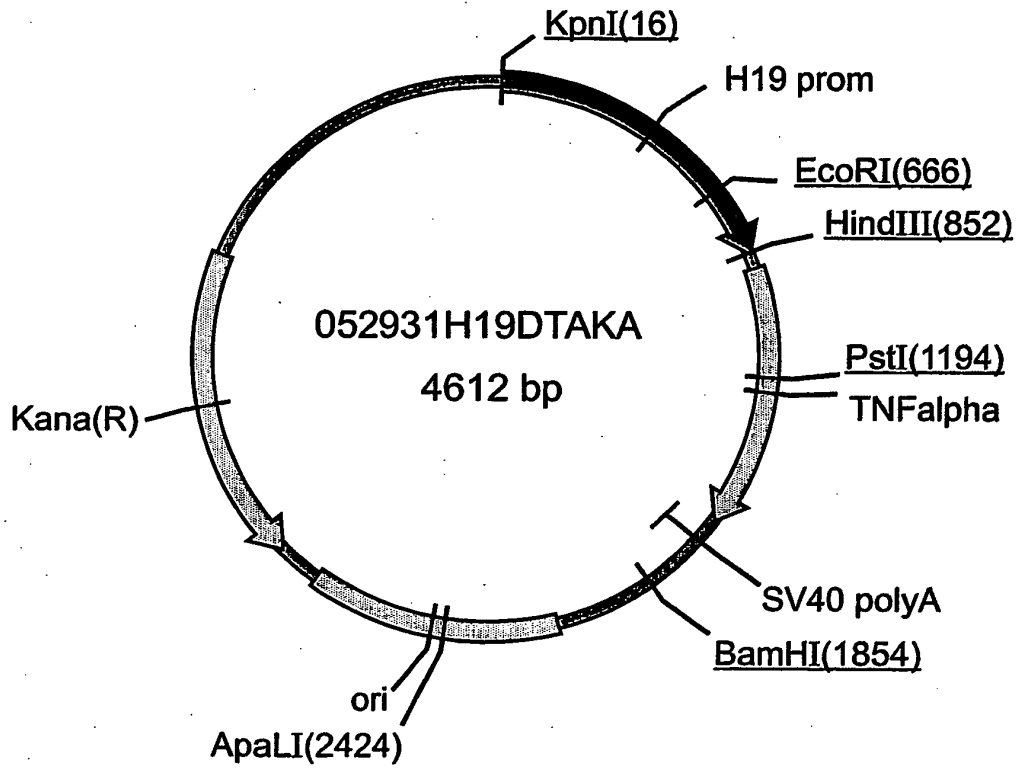 KpnI(16)
H19 prom
EcoRI(666)
HindIII(852)
052931H19DTAKA
4612 bp
PstI(1194)
TNFalpha
Kana(R)
SV40 polyA
BamHI(1854)
ori
ApaLI(2424)